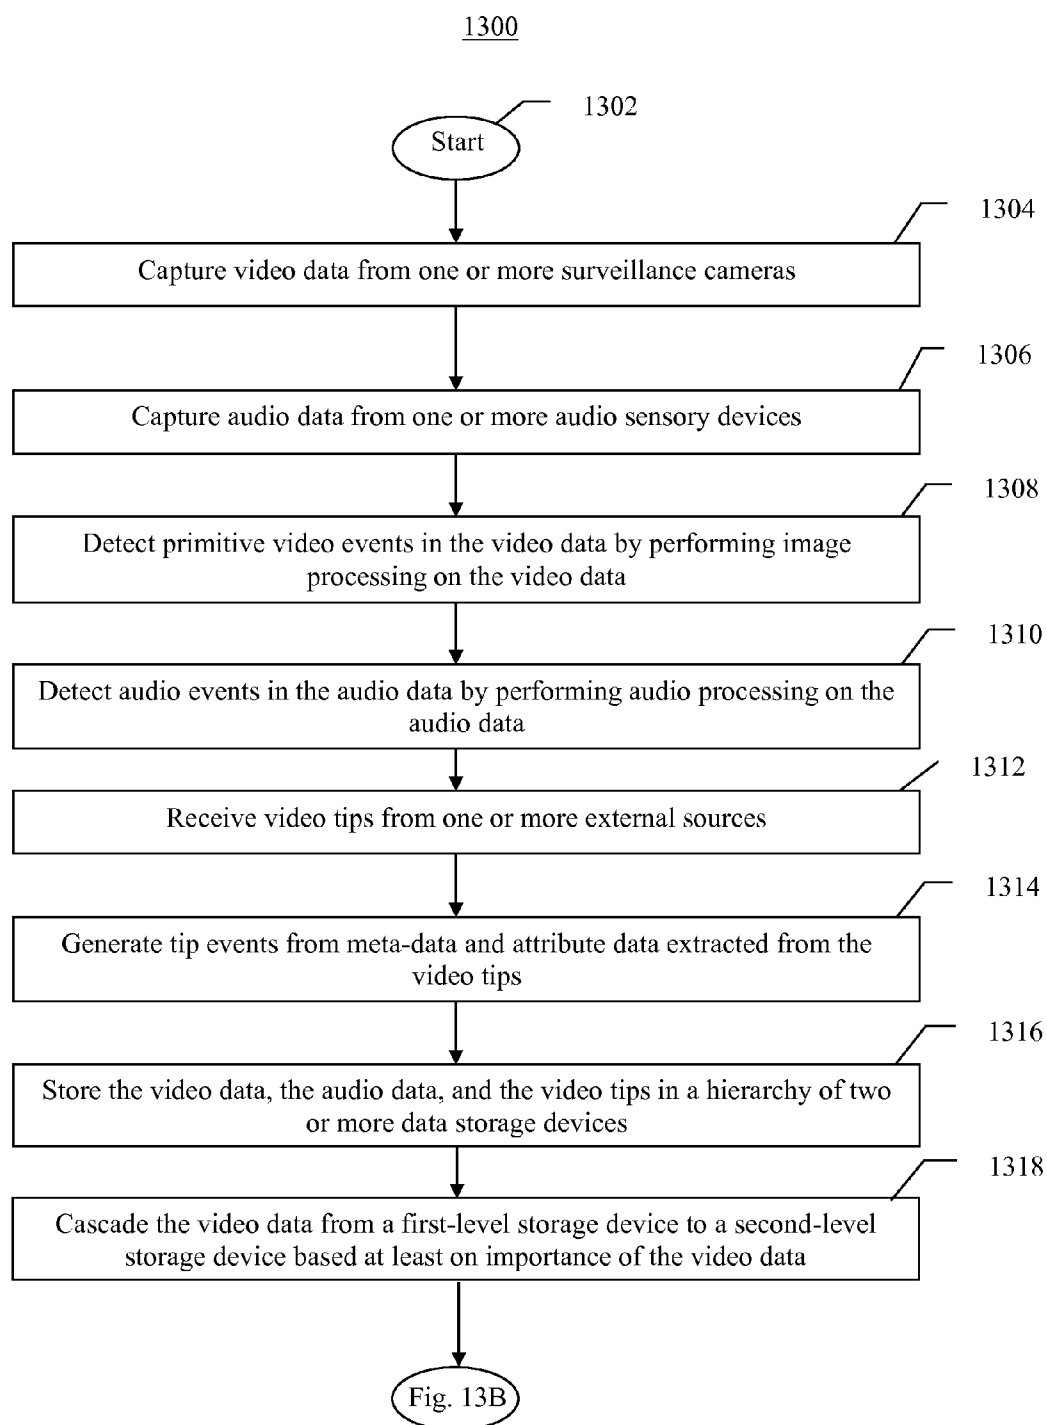 1300
1302
Start
1304
Capture video data from one or more surveillance cameras
1306
Capture audio data from one or more audio sensory devices
1308
Detect primitive video events in the video data by performing image
processing on the video data
1310
Detect audio events in the audio data by performing audio processing on the
audio data
1312
Receive video tips from one or more external sources
1314
Generate tip events from meta-data and attribute data extracted from the
video tips
1316
Store the video data, the audio data, and the video tips in a hierarchy of two
or more data storage devices
1318
Cascade the video data from a first-level storage device to a second-level
storage device based at least on importance of the video data
Fig. 13B